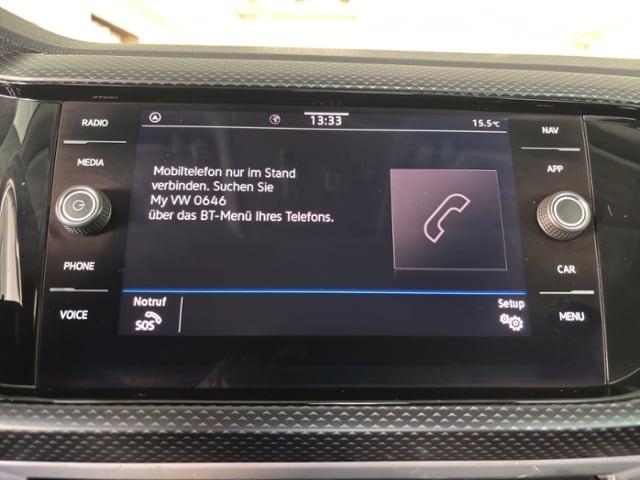 RADIO
MEDIA
PHONE
VOICE
13:33
15.5°C
Mobiltelefon nur im Stand
verbinden. Suchen Sie
My VW 0646
über das BT-Menü Ihres Telefons.
Notruf
SOS
Setup
NAV
APP
CAR
MENU